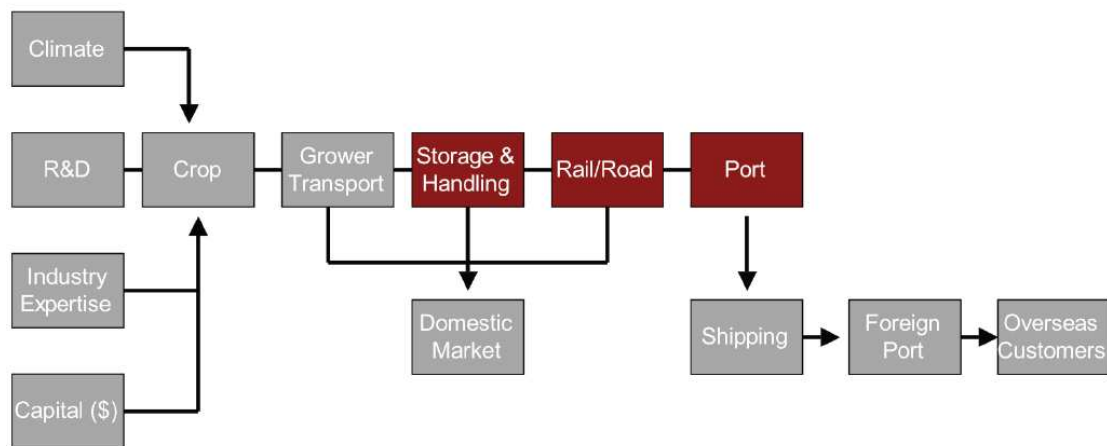 Climate
R&D
Crop
Grower
Transport
Storage &
Handling
Rail/Road
Port
Industry
Expertise
Domestic
Market
Shipping
Foreign
Port
Overseas
Customers
Capital ($)